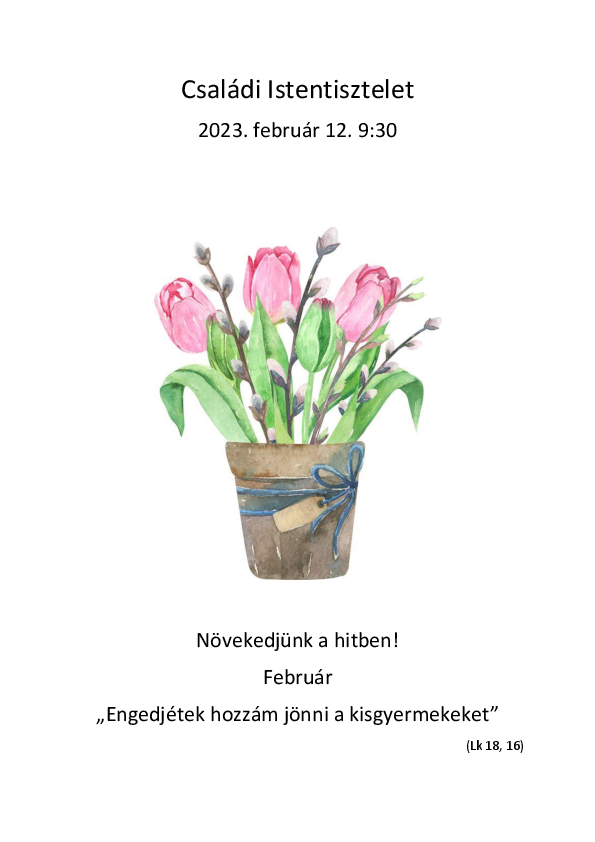 Családi Istentisztelet
2023. február 12. 9:30
Növekedjünk a hitben!
Február
„Engedjétek hozzám jönni a kisgyermekeket”
(Lk 18, 16)